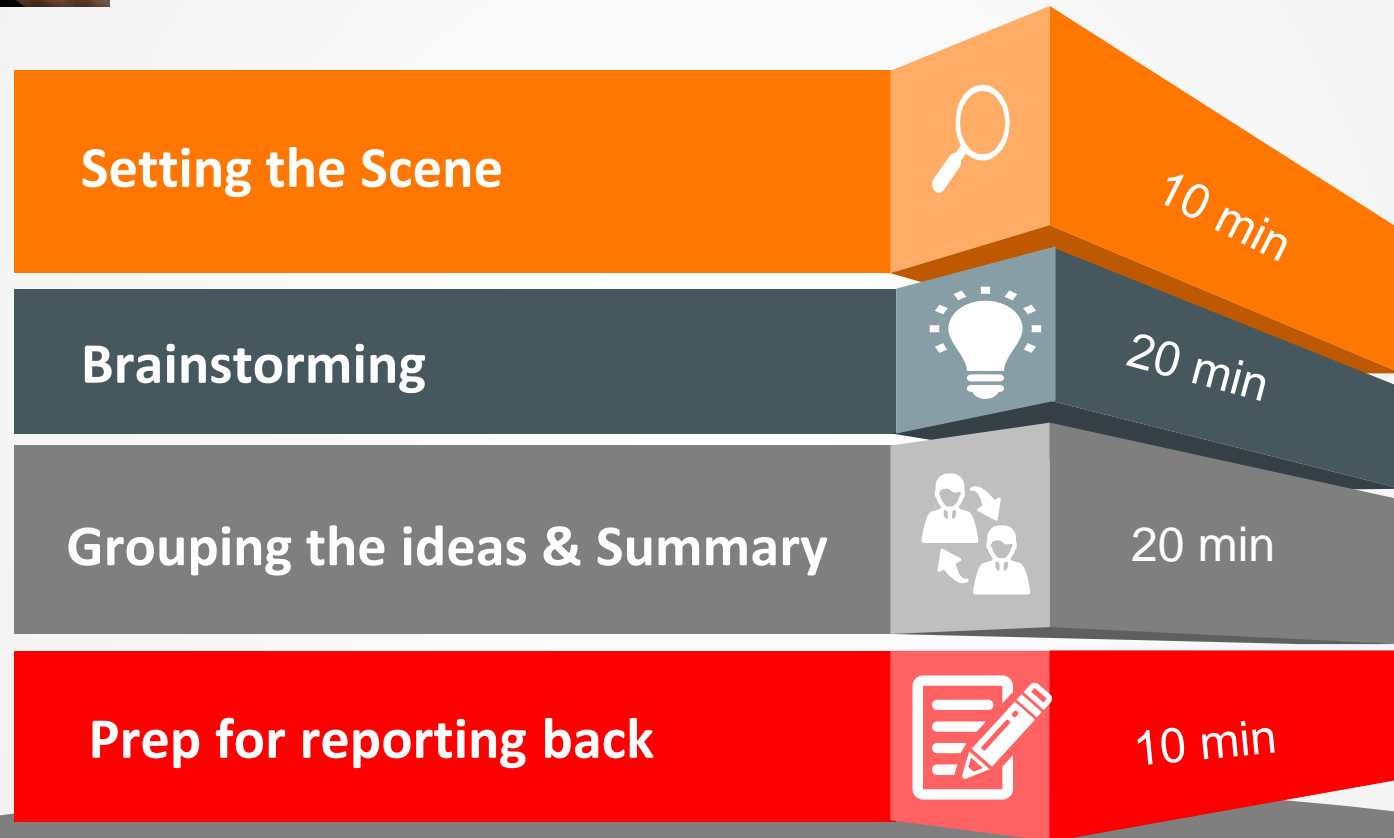 Setting the Scene
10 min
Brainstorming
20 min
Grouping the ideas & Summary
20 min
Prep for reporting back
10 min